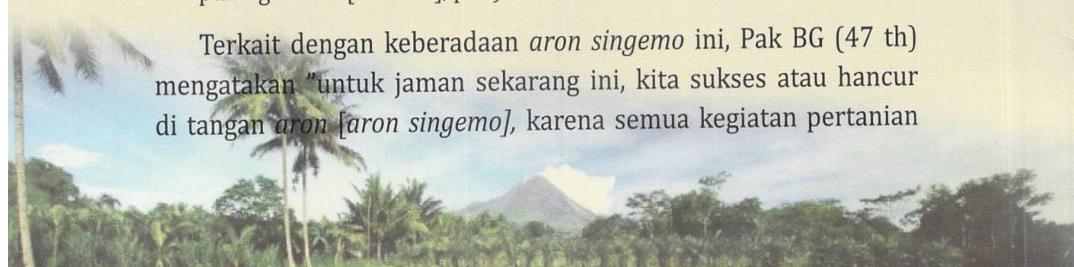 Terkait dengan keberadaan aron singemo ini, Pak BG (47 th)
mengatakan "untuk jaman sekarang ini, kita sukses atau hancur
di tangan aron [aron singemo], karena semua kegiatan pertanian